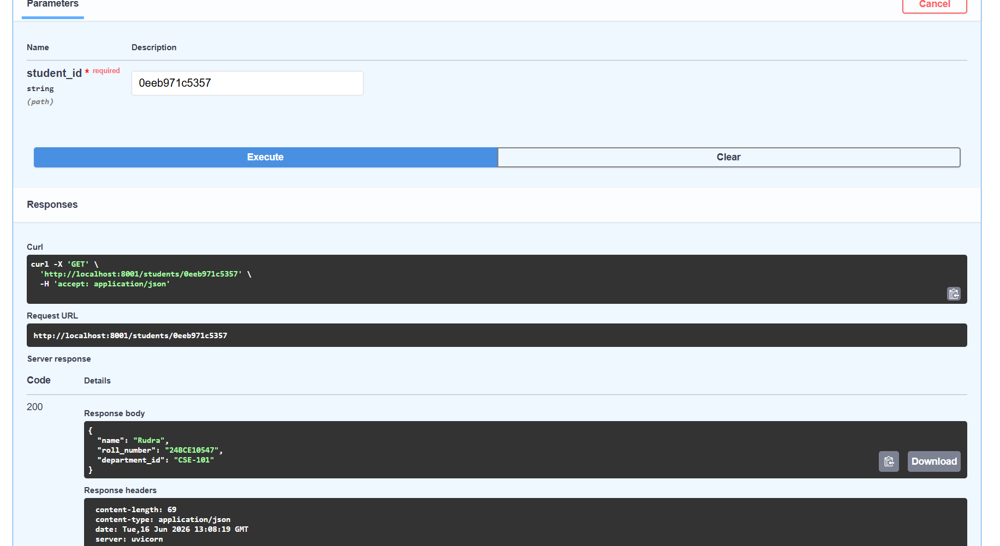 Parameters
Cancel
Name Description
student_id * required
string
(path)
0eeb971c5357
Execute Clear
Responses
Curl
curl -X 'GET' \
'http://localhost:8001/students/0eeb971c5357' \
-H 'accept: application/json'
Request URL
http://localhost:8001/students/0eeb971c5357
Server response
Code Details
200
Response body
{
"name": "Rudra",
"roll_number": "24BCE10547",
"department_id": "CSE-101"
}
Download
Response headers
content-length: 69
content-type: application/json
date: Tue,16 Jun 2026 13:08:19 GMT
server: uvicorn